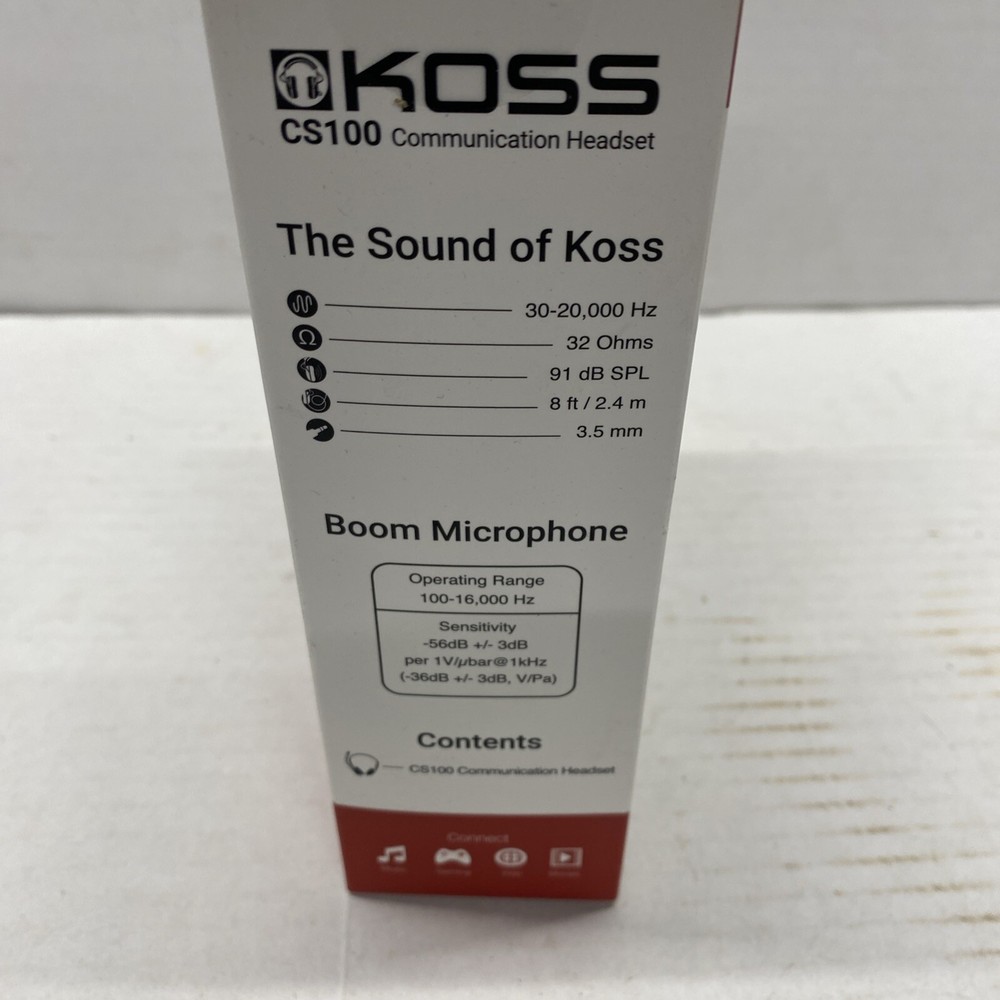 KOSS
CS100 Communication Headset
The Sound of Koss
30-20,000 Hz
Ω 32 Ohms
91 dB SPL
8 ft / 2.4 m
3.5 mm
Boom Microphone
Operating Range
100-16,000 Hz
Sensitivity
-56dB +/- 3dB
per 1V/µbar@1kHz
(-36dB +/- 3dB, V/Pa)
Contents
CS100 Communication Headset
Connect